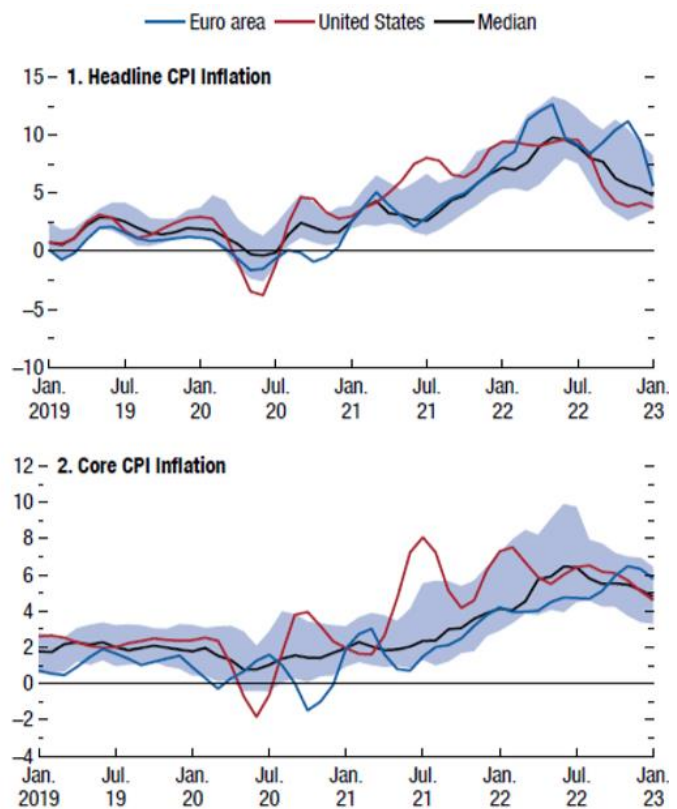 Euro area United States Median
1. Headline CPI Inflation
15
10
5
0
−5
−10
Jan. Jul. Jan. Jul. Jan. Jul. Jan. Jul. Jan.
2019 19 20 20 21 21 22 22 23
2. Core CPI Inflation
12
10
8
6
4
2
0
−2
−4
Jan. Jul. Jan. Jul. Jan. Jul. Jan. Jul. Jan.
2019 19 20 20 21 21 22 22 23